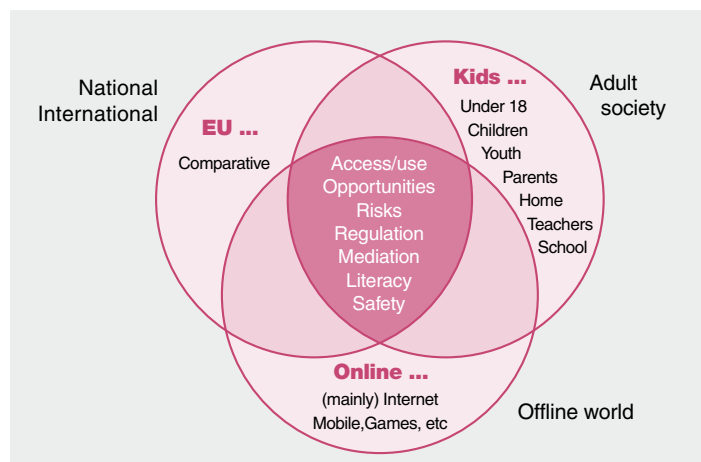 National
International
EU ...
Comparative
Kids ...
Under 18
Children
Youth
Parents
Home
Teachers
School
Adult
society
Access/use
Opportunities
Risks
Regulation
Mediation
Literacy
Safety
Online ...
(mainly) Internet
Mobile,Games, etc
Offline world